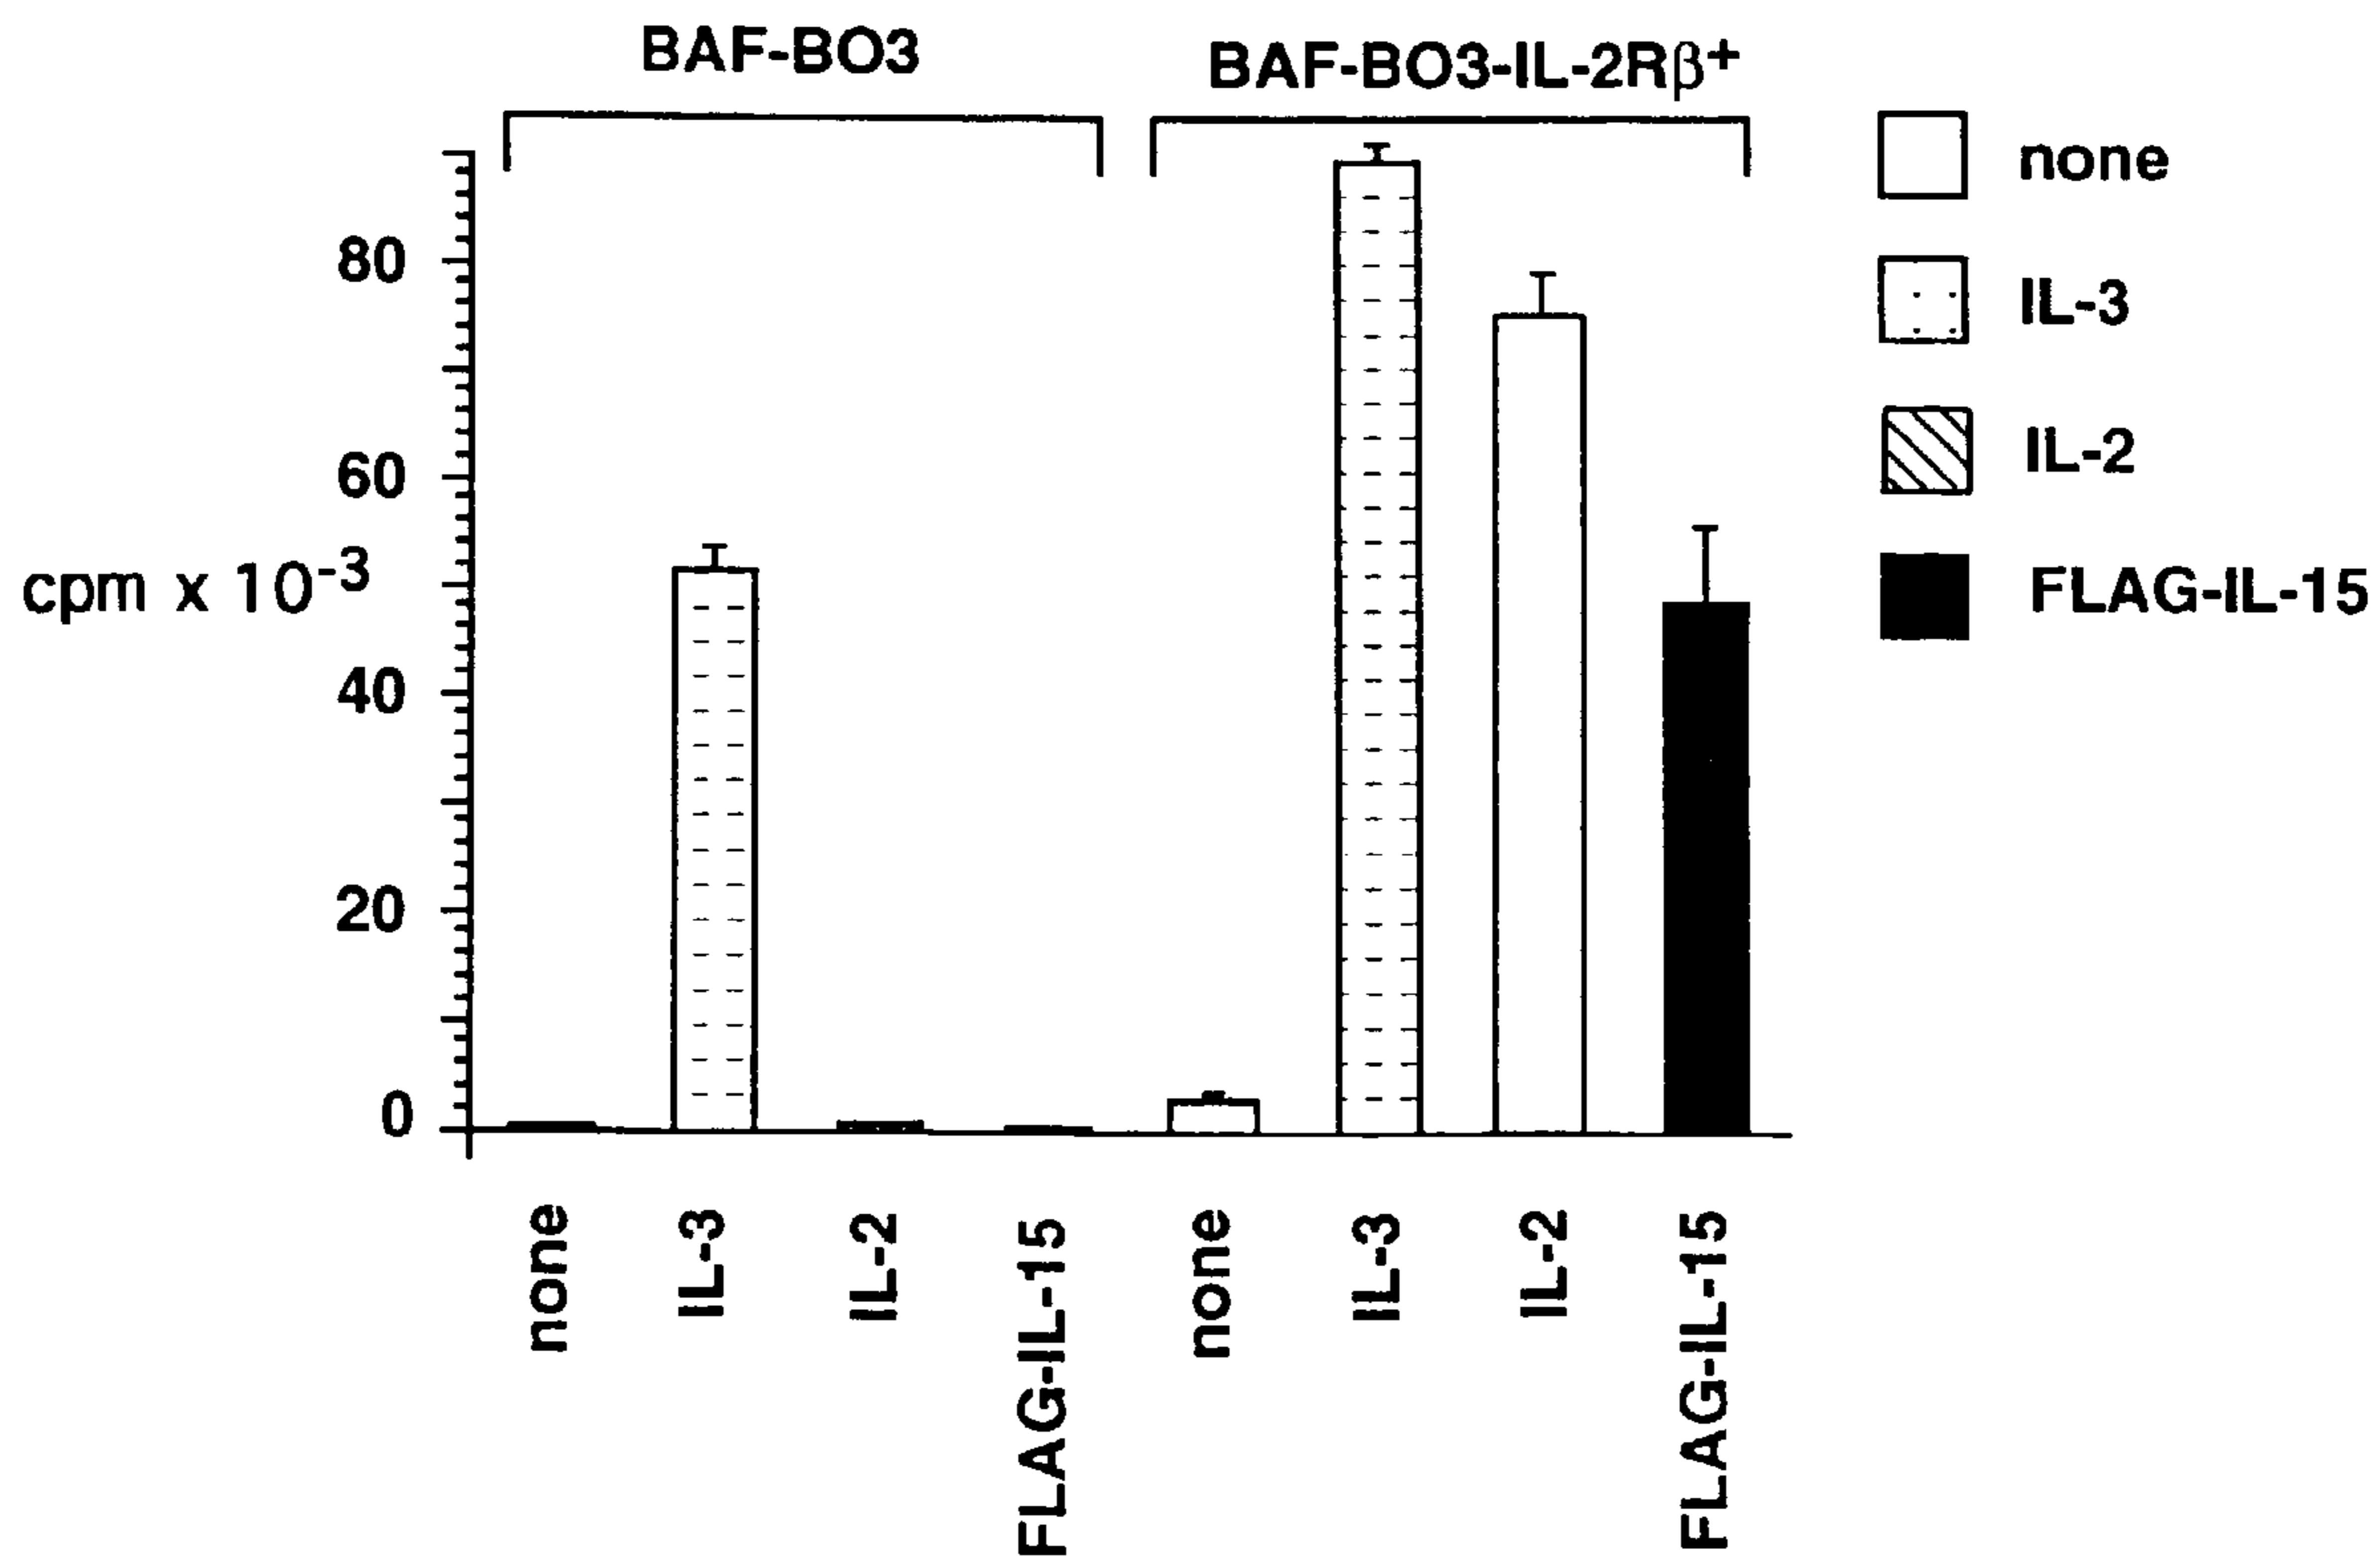 BAF-BO3
BAF-BO3-IL-2Rβ+
none
IL-3
IL-2
FLAG-IL-15
80
60
cpm x 10-3
40
20
0
none
IL-3
IL-2
FLAG-IL-15
none
IL-3
IL-2
FLAG-IL-15